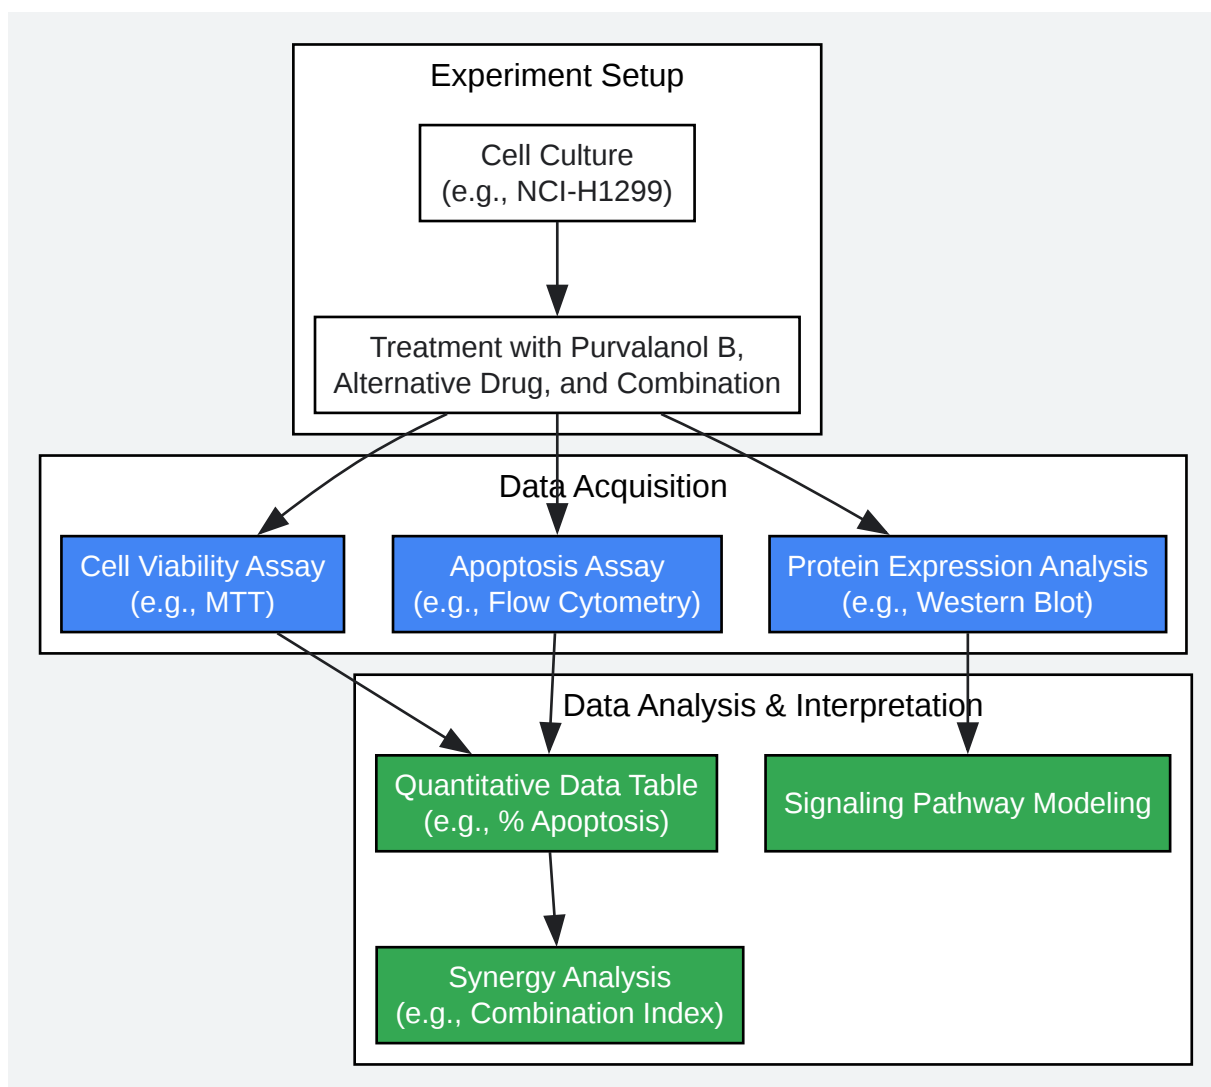 Experiment Setup
Cell Culture
(e.g., NCI-H1299)
Treatment with Purvalanol B,
Alternative Drug, and Combination
Data Acquisition
Cell Viability Assay
(e.g., MTT)
Apoptosis Assay
(e.g., Flow Cytometry)
Protein Expression Analysis
(e.g., Western Blot)
Data Analysis & Interpretation
Quantitative Data Table
(e.g., % Apoptosis)
Signaling Pathway Modeling
Synergy Analysis
(e.g., Combination Index)